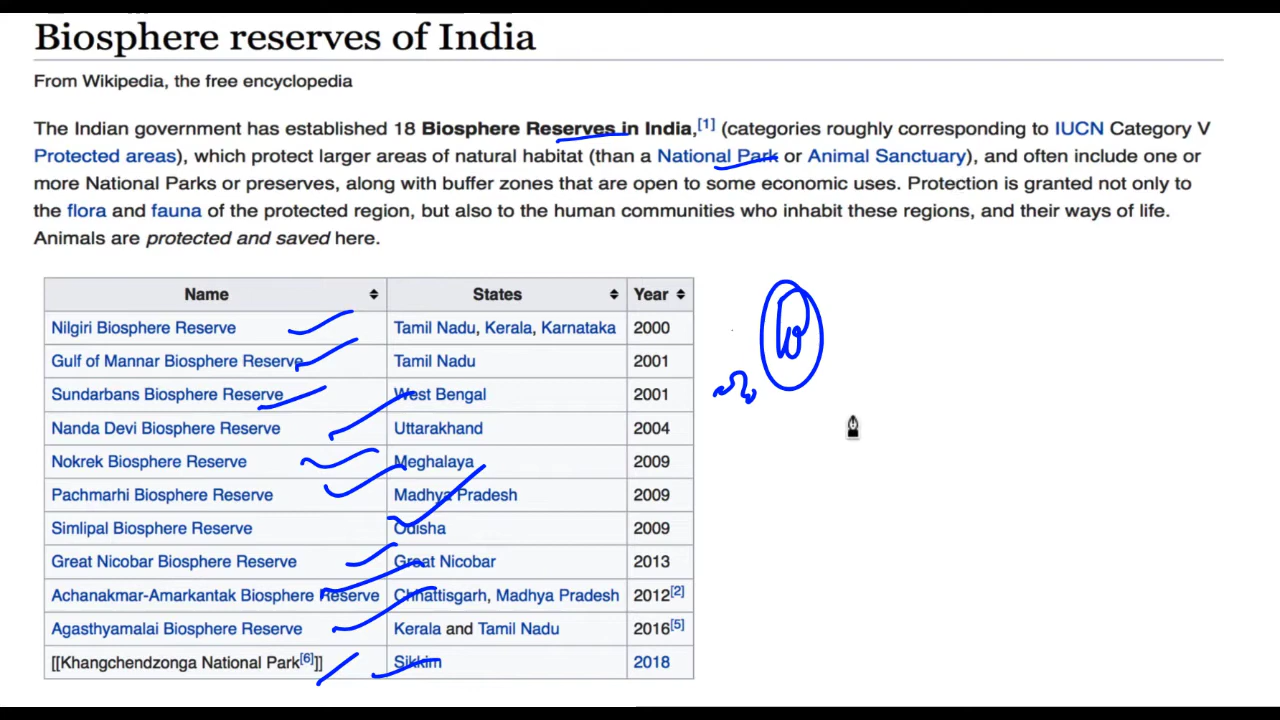 Biosphere reserves of India
From Wikipedia, the free encyclopedia
The Indian government has established 18 Biosphere Reserves in India,[1] (categories roughly corresponding to IUCN Category V
Protected areas), which protect larger areas of natural habitat (than a National Park or Animal Sanctuary), and often include one or
more National Parks or preserves, along with buffer zones that are open to some economic uses. Protection is granted not only to
the flora and fauna of the protected region, but also to the human communities who inhabit these regions, and their ways of life.
Animals are protected and saved here.
Name States Year
Nilgiri Biosphere Reserve Tamil Nadu, Kerala, Karnataka 2000
Gulf of Mannar Biosphere Reserve Tamil Nadu 2001
Sundarbans Biosphere Reserve West Bengal 2001
Nanda Devi Biosphere Reserve Uttarakhand 2004
Nokrek Biosphere Reserve Meghalaya 2009
Pachmarhi Biosphere Reserve Madhya Pradesh 2009
Simlipal Biosphere Reserve Odisha 2009
Great Nicobar Biosphere Reserve Great Nicobar 2013
Achanakmar-Amarkantak Biosphere Reserve Chhattisgarh, Madhya Pradesh 2012[2]
Agasthyamalai Biosphere Reserve Kerala and Tamil Nadu 2016[5]
[[Khangchendzonga National Park[6]]] Sikkim 2018